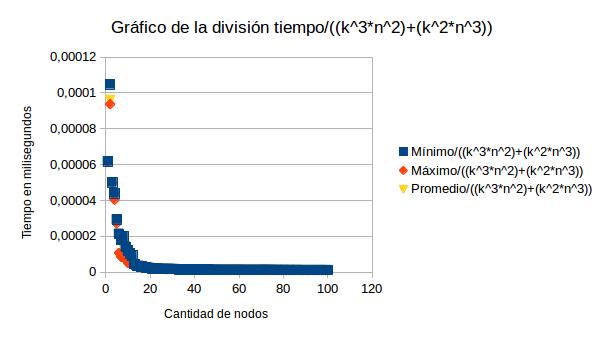 Gráfico de la división tiempo/((k^3*n^2)+(k^2*n^3))
0,00012
0,0001
0,00008
0,00006
0,00004
0,00002
0
0 20 40 60 80 100 120
Tiempo en milisegundos
Cantidad de nodos
Mínimo/((k^3*n^2)+(k^2*n^3))
Máximo/((k^3*n^2)+(k^2*n^3))
Promedio/((k^3*n^2)+(k^2*n^3))